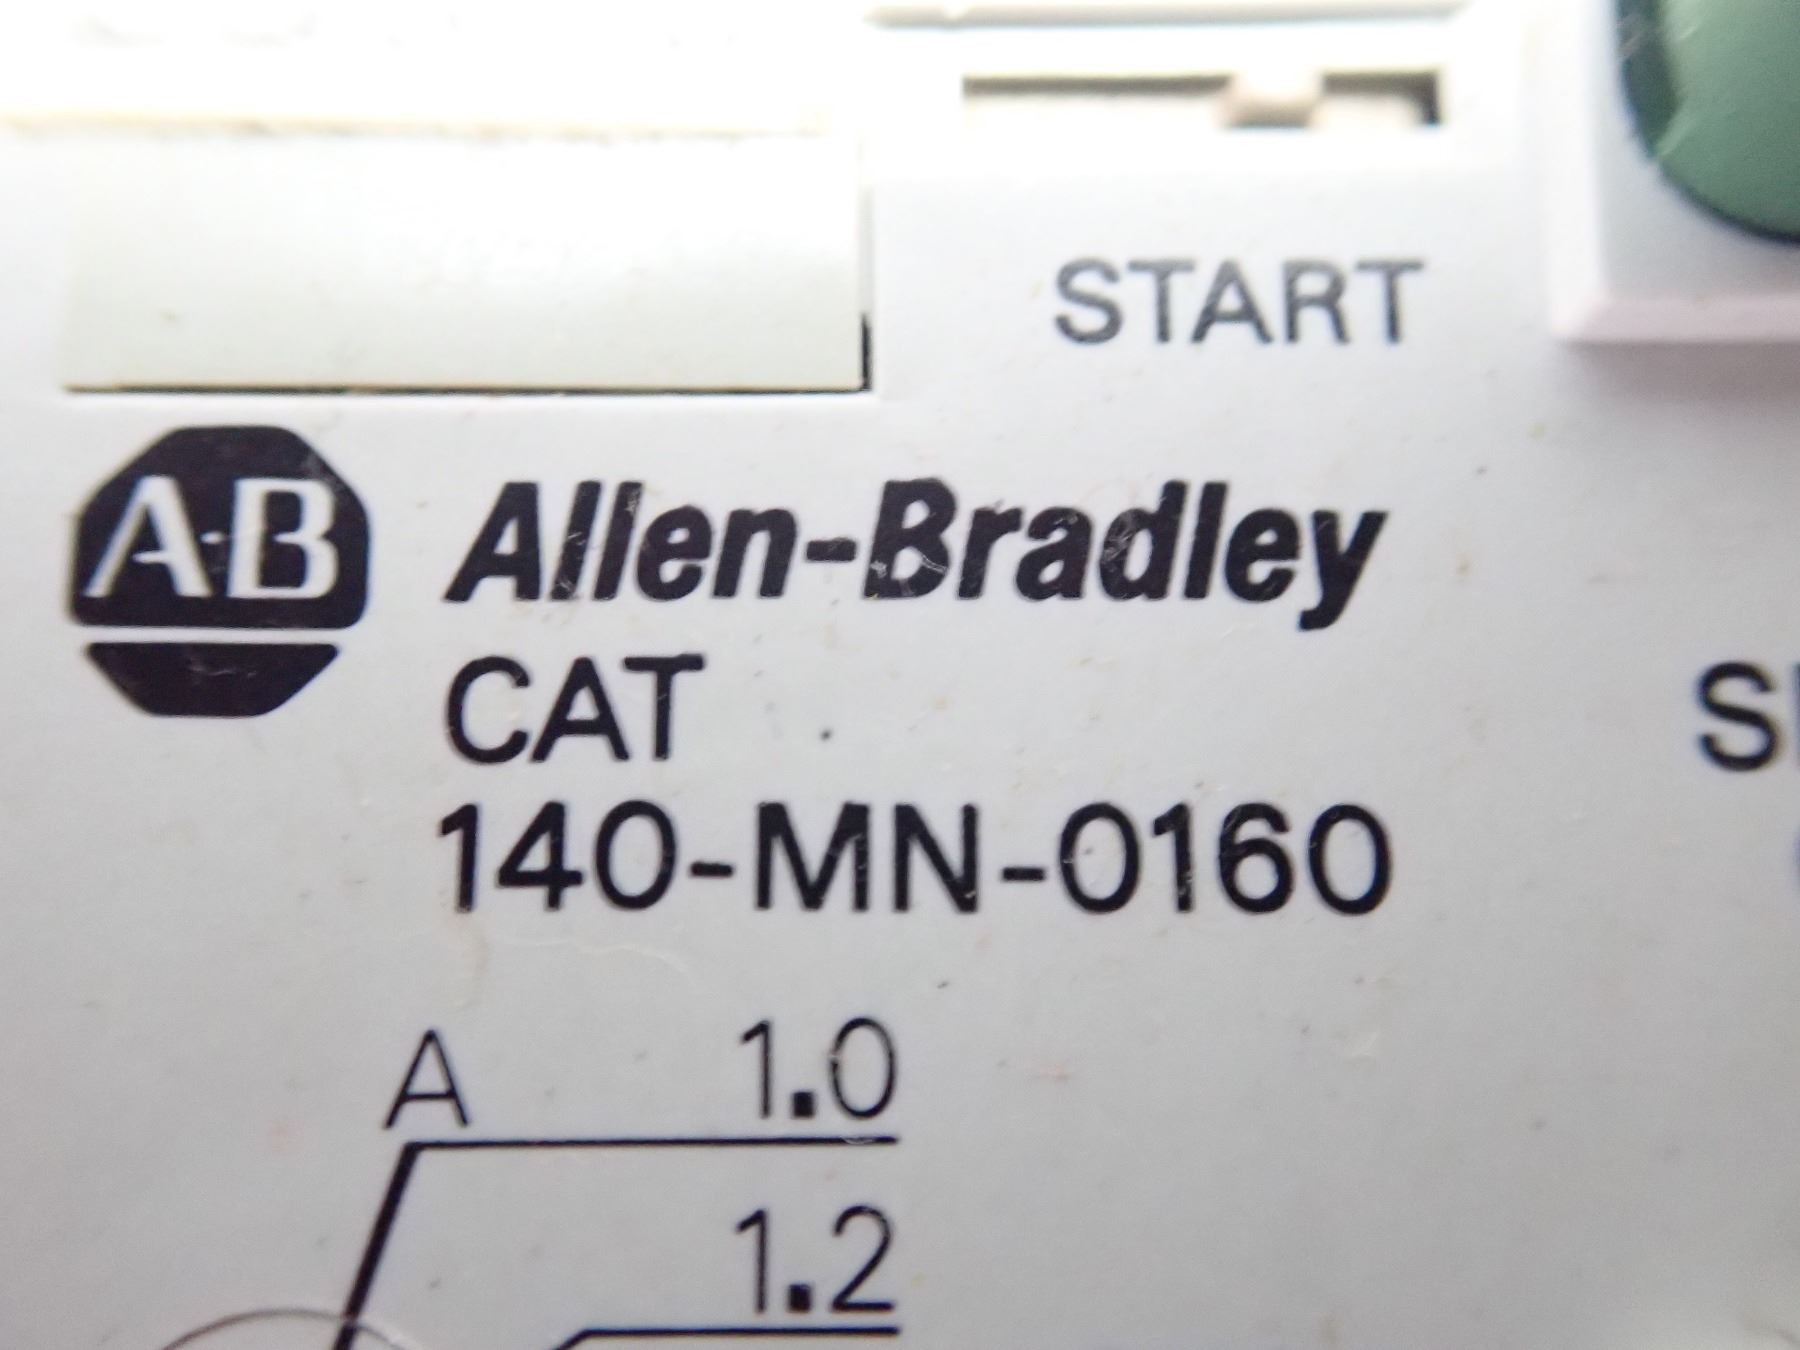 START
AB
Allen-Bradley
CAT
140-MN-0160
A 1.0
1.2